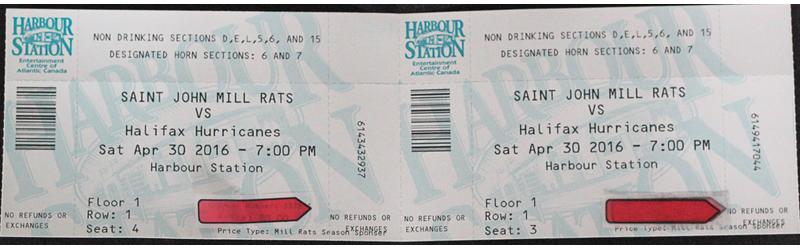 HARBOUR
STATION
Entertainment
Centre of
Atlantic Canada
NON DRINKING SECTIONS D,E,L,5,6, AND 15
DESIGNATED HORN SECTIONS: 6 AND 7
SAINT JOHN MILL RATS
VS
Halifax Hurricanes
Sat Apr 30 2016 - 7:00 PM
Harbour Station
6143432937
Floor 1
Row: 1
Seat: 4
NO REFUNDS OR
EXCHANGES
Price Type: Mill Rats Season Sponser
NO REFUNDS OR
EXCHANGES
HARBOUR
STATION
Entertainment
Centre of
Atlantic Canada
NON DRINKING SECTIONS D,E,L,5,6, AND 15
DESIGNATED HORN SECTIONS: 6 AND 7
SAINT JOHN MILL RATS
VS
Halifax Hurricanes
Sat Apr 30 2016 - 7:00 PM
Harbour Station
6149417044
Floor 1
Row: 1
Seat: 3
Price Type: Mill Rats Season Sponser
NO REFUNDS OR
EXCHANGES